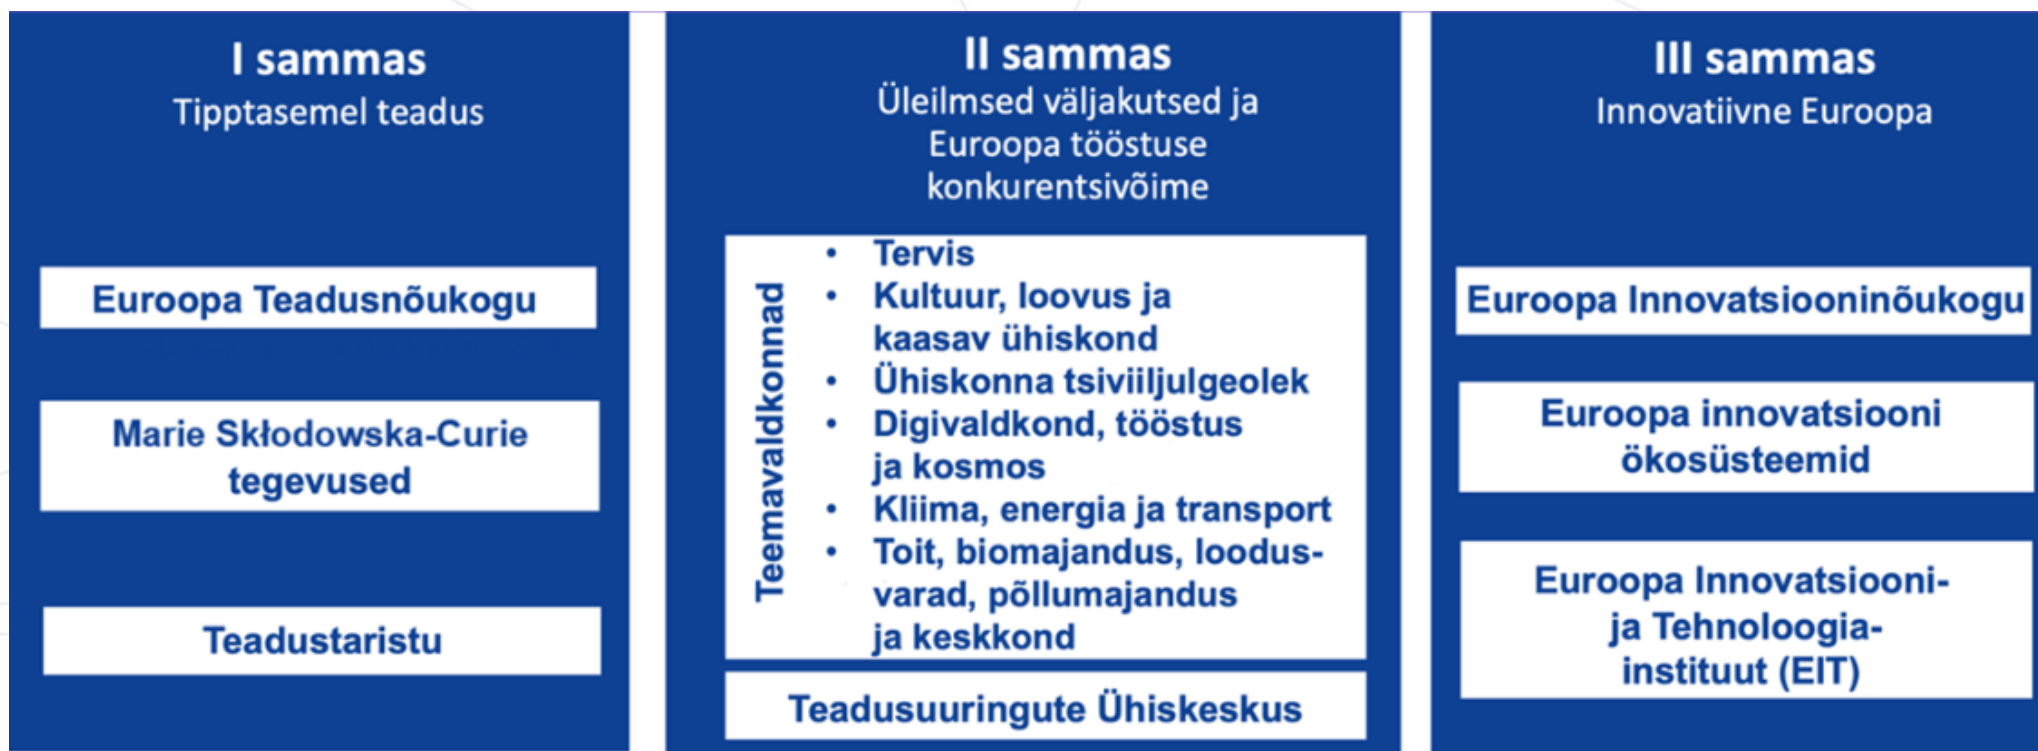 I sammas
Tipptasemel teadus
Euroopa Teadusnõukogu
Marie Skłodowska-Curie
tegevused
Teadustaristu
II sammas
Üleilmsed väljakutsed ja
Euroopa tööstuse
konkurentsivõime
Teemavaldkonnad
• Tervis
• Kultuur, loovus ja
kaasav ühiskond
• Ühiskonna tsiviiljulgeolek
• Digivaldkond, tööstus
ja kosmos
• Kliima, energia ja transport
• Toit, biomajandus, loodus-
varad, põllumajandus
ja keskkond
Teadusuuringute Ühiskeskus
III sammas
Innovatiivne Euroopa
Euroopa Innovatsiooninõukogu
Euroopa innovatsiooni
ökosüsteemid
Euroopa Innovatsiooni-
ja Tehnoloogia-
instituut (EIT)